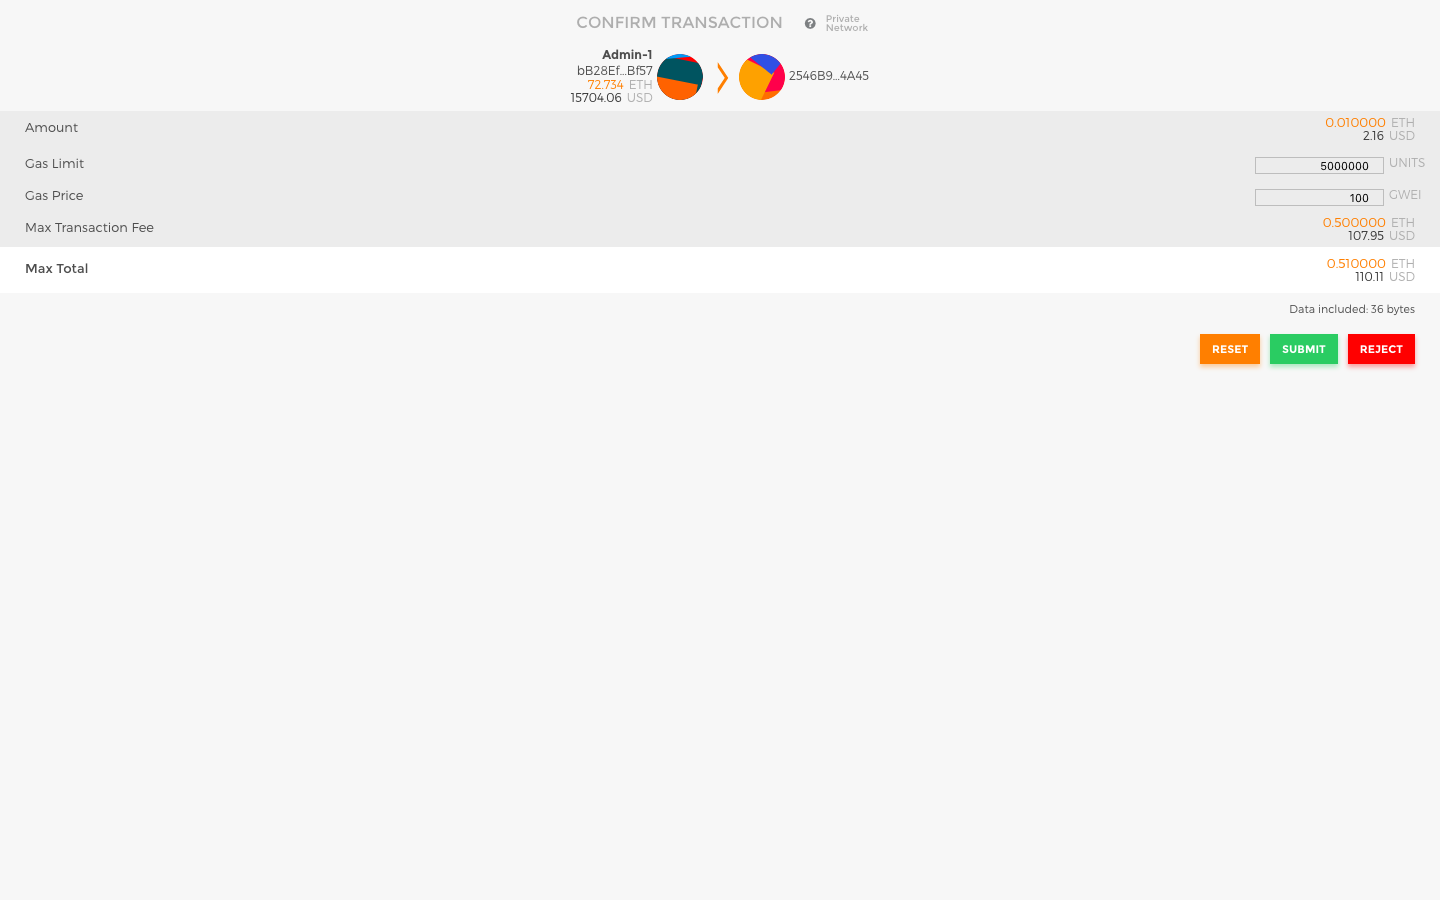 CONFIRM TRANSACTION
Private
Network
Admin-1
bB28Ef...Bf57
72.734 ETH
15704.06 USD
2546B9...4A45
Amount
0.010000 ETH
2.16 USD
Gas Limit
5000000 UNITS
Gas Price
100 GWEI
Max Transaction Fee
0.500000 ETH
107.95 USD
Max Total
0.510000 ETH
110.11 USD
Data included: 36 bytes
RESET
SUBMIT
REJECT